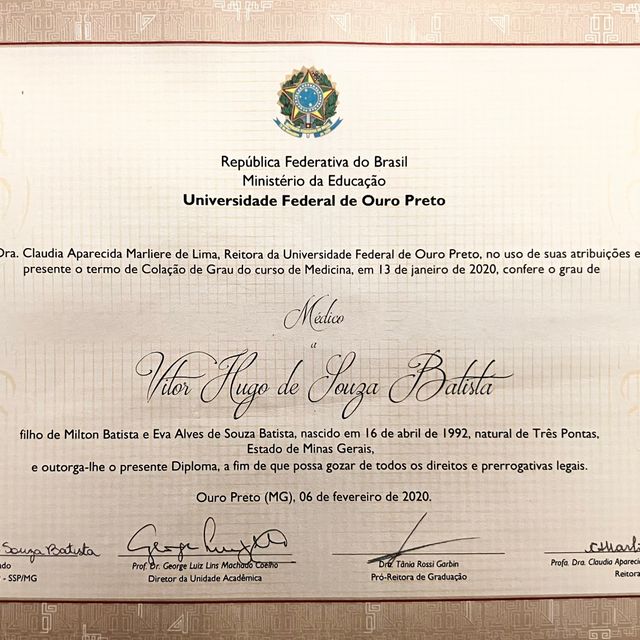 República Federativa do Brasil
Ministério da Educação
Universidade Federal de Ouro Preto
Dra. Claudia Aparecida Marliere de Lima, Reitora da Universidade Federal de Ouro Preto, no uso de suas atribuições e
presente o termo de Colação de Grau do curso de Medicina, em 13 de janeiro de 2020, confere o grau de
Médico
a
Vitor Hugo de Souza Batista
filho de Milton Batista e Eva Alves de Souza Batista, nascido em 16 de abril de 1992, natural de Três Pontas,
Estado de Minas Gerais,
e outorga-lhe o presente Diploma, a fim de que possa gozar de todos os direitos e prerrogativas legais.
Ouro Preto (MG), 06 de fevereiro de 2020.
Souza Batista
Prof. Dr. George Luiz Lins Machado Coelho
Drª. Tânia Rossi Garbin
Profa. Dra. Claudia Apareci
- SSP/MG
Diretor da Unidade Acadêmica
Pró-Reitora de Graduação
Reitora